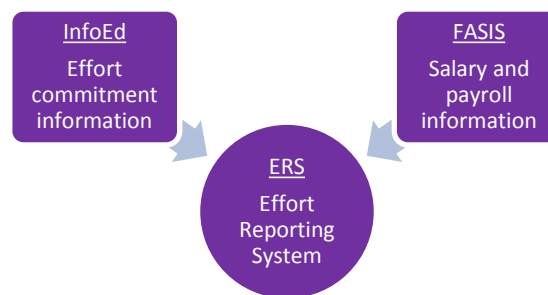 InfoEd
Effort
commitment
information
FASIS
Salary and
payroll
information
ERS
Effort
Reporting
System